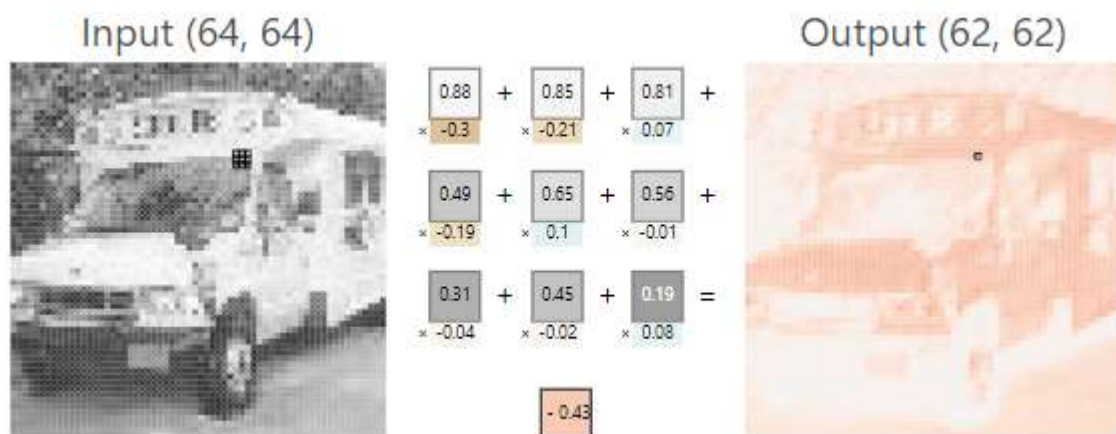 Input (64, 64)
Output (62, 62)
0.88 + 0.85 + 0.81 +
× -0.3 × -0.21 × 0.07
0.49 + 0.65 + 0.56 +
× -0.19 × 0.1 × -0.01
0.31 + 0.45 + 0.19 =
× -0.04 × -0.02 × 0.08
- 0.43